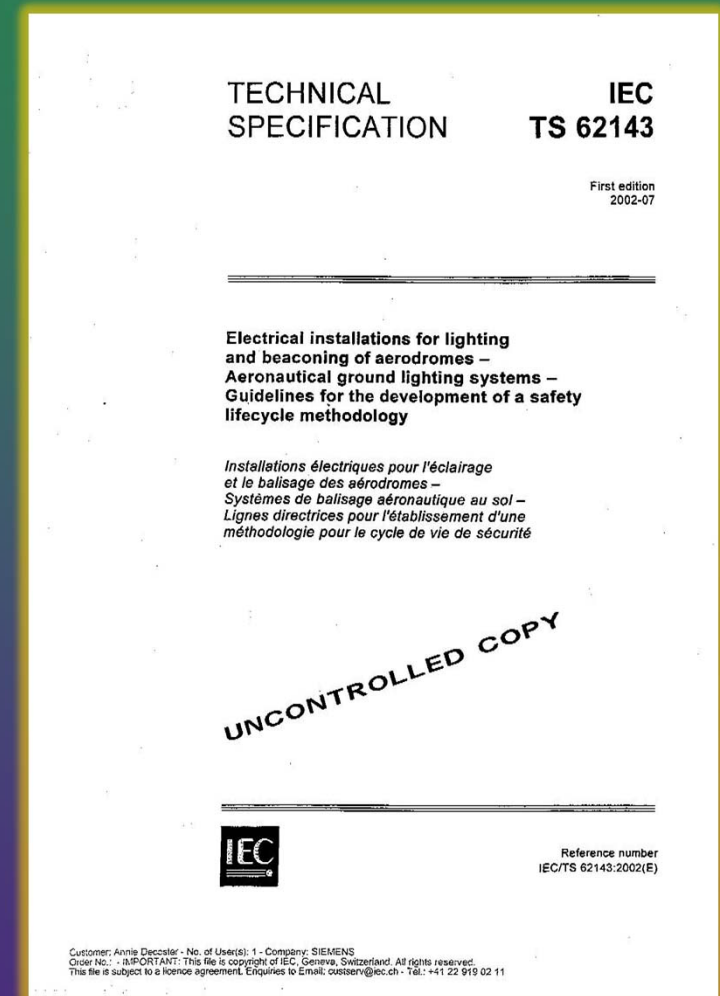 TECHNICAL
SPECIFICATION
IEC
TS 62143
First edition
2002-07
Electrical installations for lighting
and beaconing of aerodromes –
Aeronautical ground lighting systems –
Guidelines for the development of a safety
lifecycle methodology
Installations électriques pour l'éclairage
et le balisage des aérodromes –
Systèmes de balisage aéronautique au sol –
Lignes directrices pour l'établissement d'une
méthodologie pour le cycle de vie de sécurité
UNCONTROLLED COPY
IEC
Reference number
IEC/TS 62143:2002(E)
Customer: Annie Decoster - No. of User(s): 1 - Company: SIEMENS
Order No.: - IMPORTANT: This file is copyright of IEC, Geneva, Switzerland. All rights reserved.
This file is subject to a licence agreement. Enquiries to Email: custserv@iec.ch - Tel.: +41 22 919 02 11